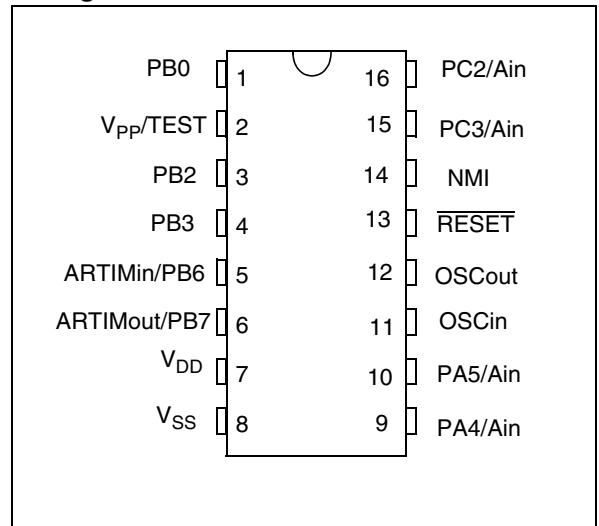 PB0 1 16 PC2/Ain
VPP/TEST 2 15 PC3/Ain
PB2 3 14 NMI
PB3 4 13 RESET
ARTIMin/PB6 5 12 OSCout
ARTIMout/PB7 6 11 OSCin
VDD 7 10 PA5/Ain
VSS 8 9 PA4/Ain